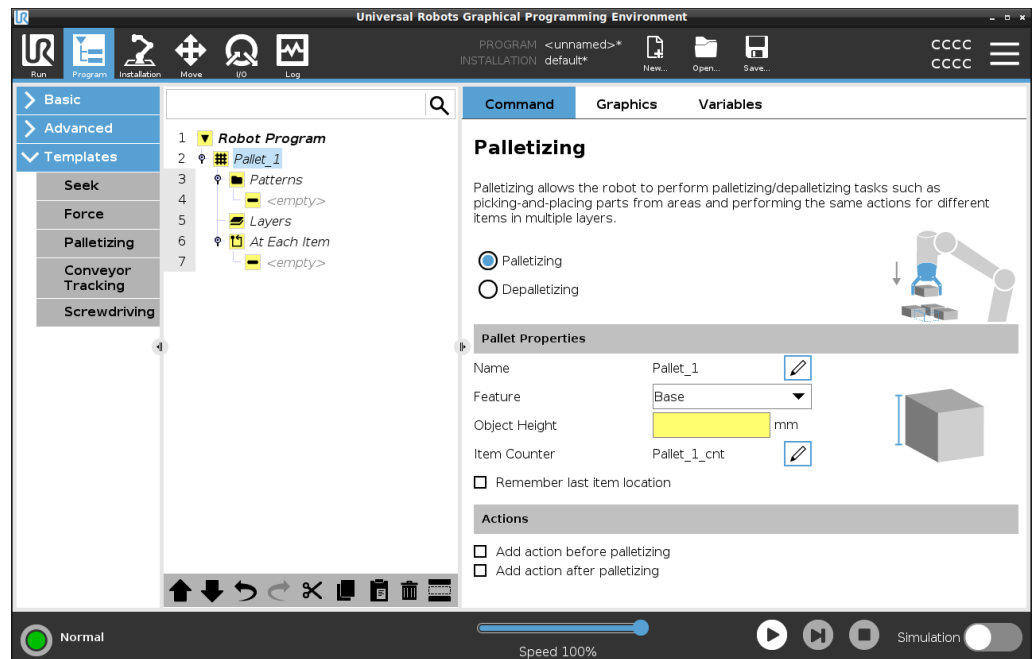 Universal Robots Graphical Programming Environment
UR
Run
Program
Installation
Move
I/O
Log
PROGRAM <unnamed>*
INSTALLATION default*
New...
Open...
Save...
CCCC
CCCC
Basic
Advanced
Templates
Seek
Force
Palletizing
Conveyor
Tracking
Screwdriving
1 Robot Program
2 Pallet_1
3 Patterns
4 <empty>
5 Layers
6 At Each Item
7 <empty>
Command Graphics Variables
Palletizing
Palletizing allows the robot to perform palletizing/depalletizing tasks such as
picking-and-placing parts from areas and performing the same actions for different
items in multiple layers.
Palletizing
Depalletizing
Pallet Properties
Name Pallet_1
Feature Base
Object Height mm
Item Counter Pallet_1_cnt
Remember last item location
Actions
Add action before palletizing
Add action after palletizing
Normal
Speed 100%
Simulation